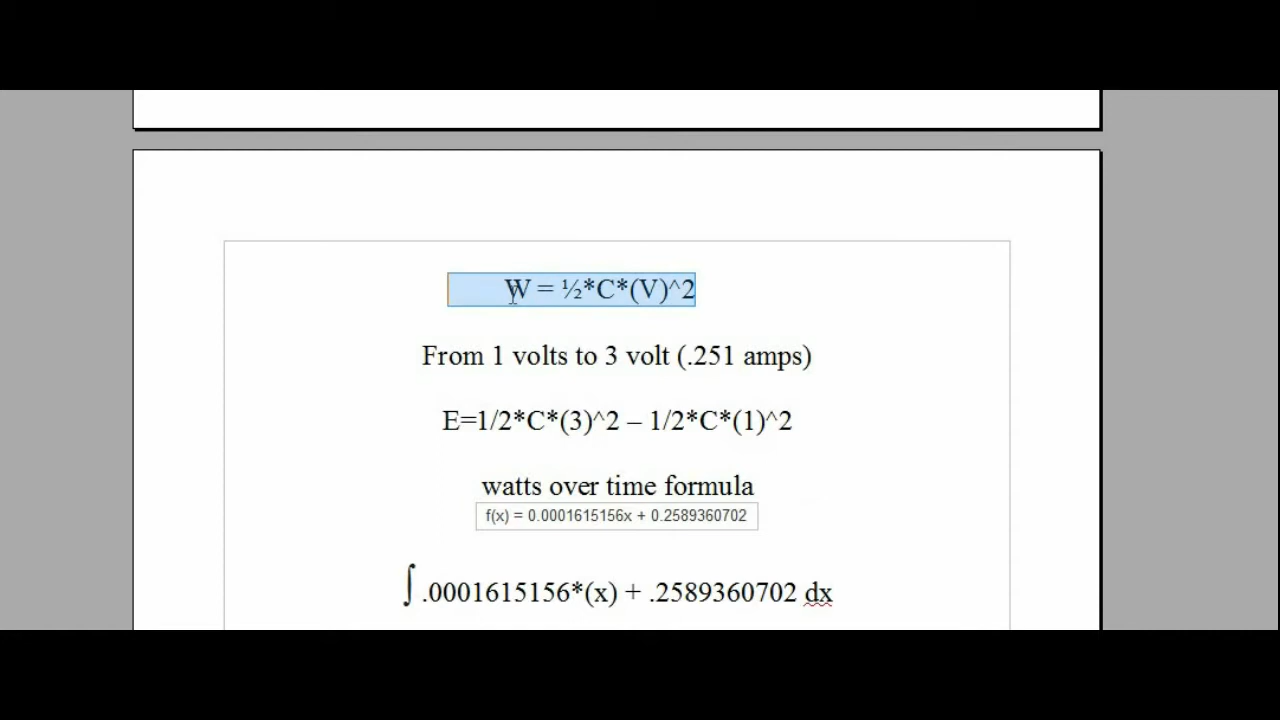 W = ½*C*(V)^2
From 1 volts to 3 volt (.251 amps)
E=1/2*C*(3)^2 – 1/2*C*(1)^2
watts over time formula
f(x) = 0.0001615156x + 0.2589360702
∫.0001615156*(x) + .2589360702 dx